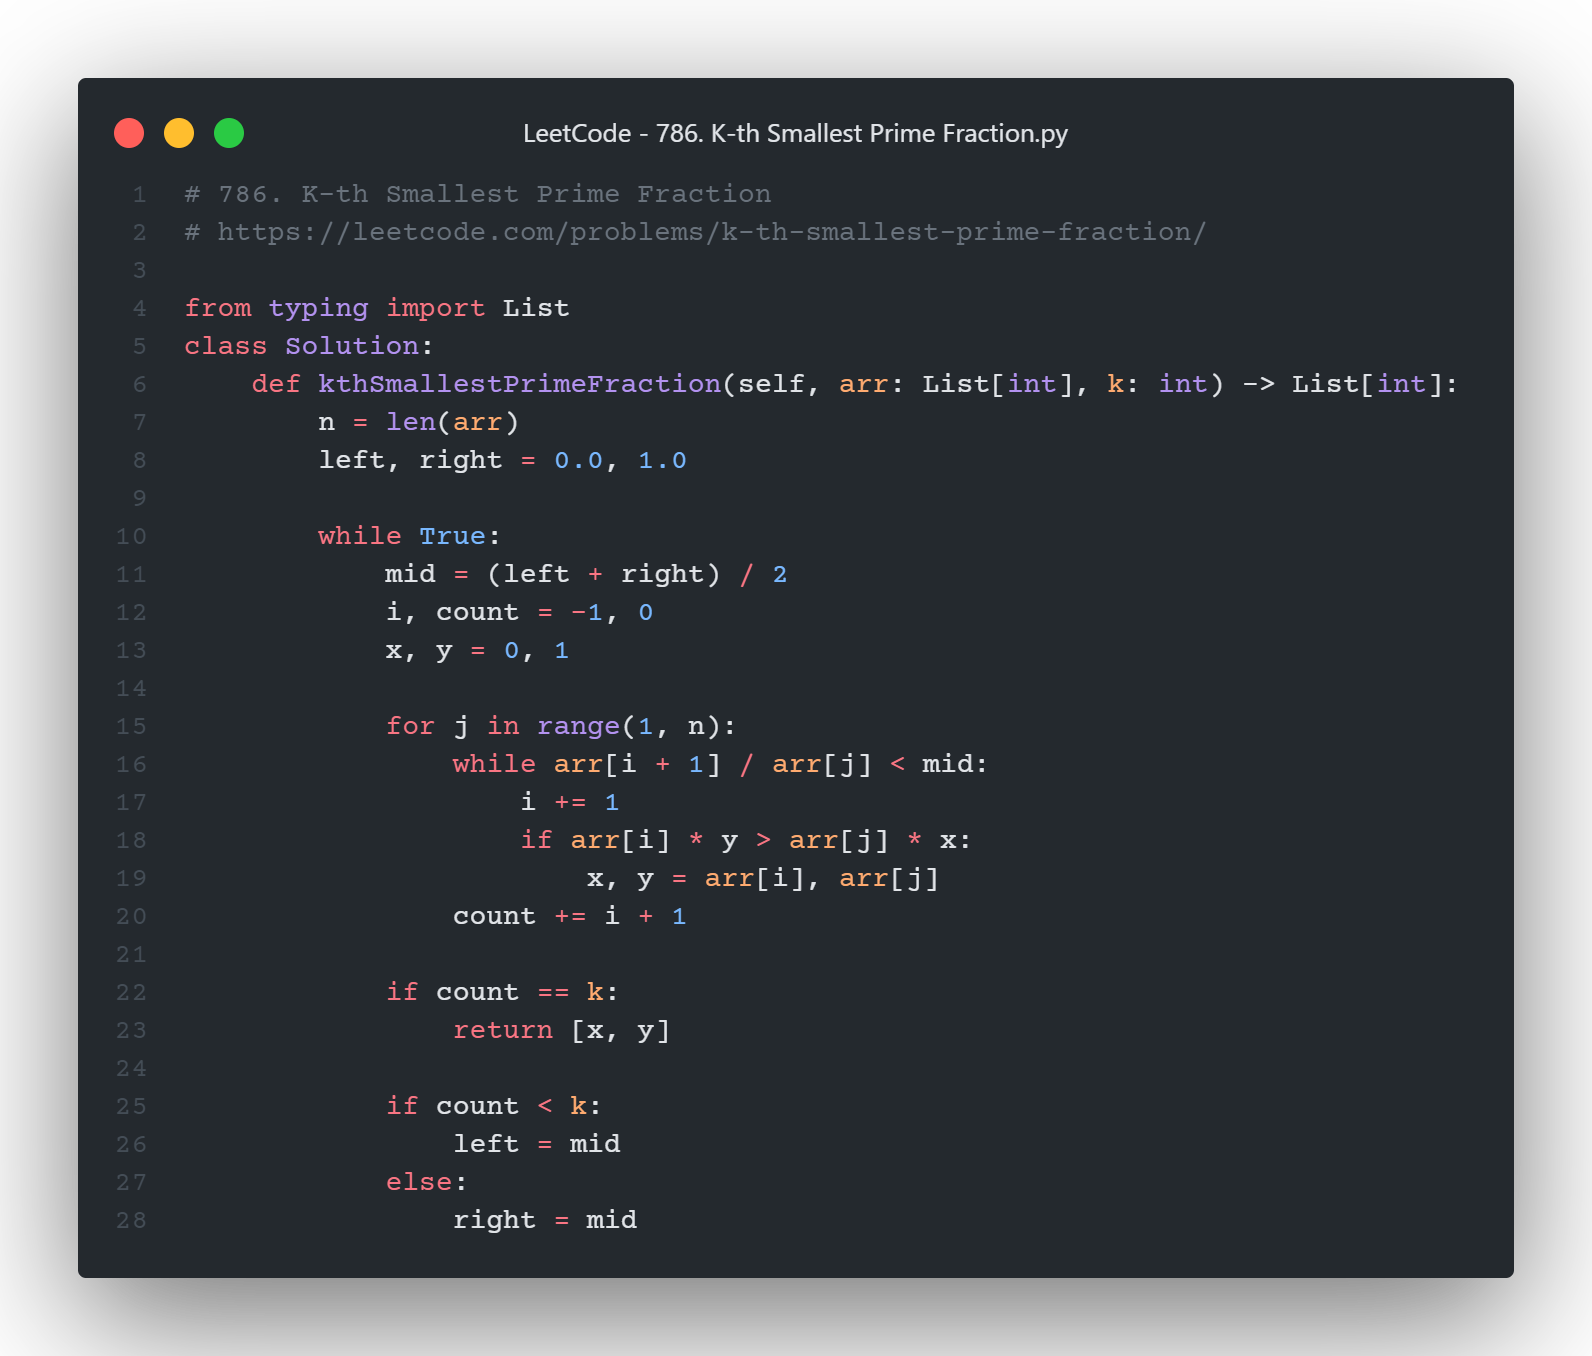 LeetCode - 786. K-th Smallest Prime Fraction.py
1 # 786. K-th Smallest Prime Fraction
2 # https://leetcode.com/problems/k-th-smallest-prime-fraction/
3
4 from typing import List
5 class Solution:
6     def kthSmallestPrimeFraction(self, arr: List[int], k: int) -> List[int]:
7         n = len(arr)
8         left, right = 0.0, 1.0
9
10         while True:
11             mid = (left + right) / 2
12             i, count = -1, 0
13             x, y = 0, 1
14
15             for j in range(1, n):
16                 while arr[i + 1] / arr[j] < mid:
17                     i += 1
18                     if arr[i] * y > arr[j] * x:
19                         x, y = arr[i], arr[j]
20                 count += i + 1
21
22             if count == k:
23                 return [x, y]
24
25             if count < k:
26                 left = mid
27             else:
28                 right = mid